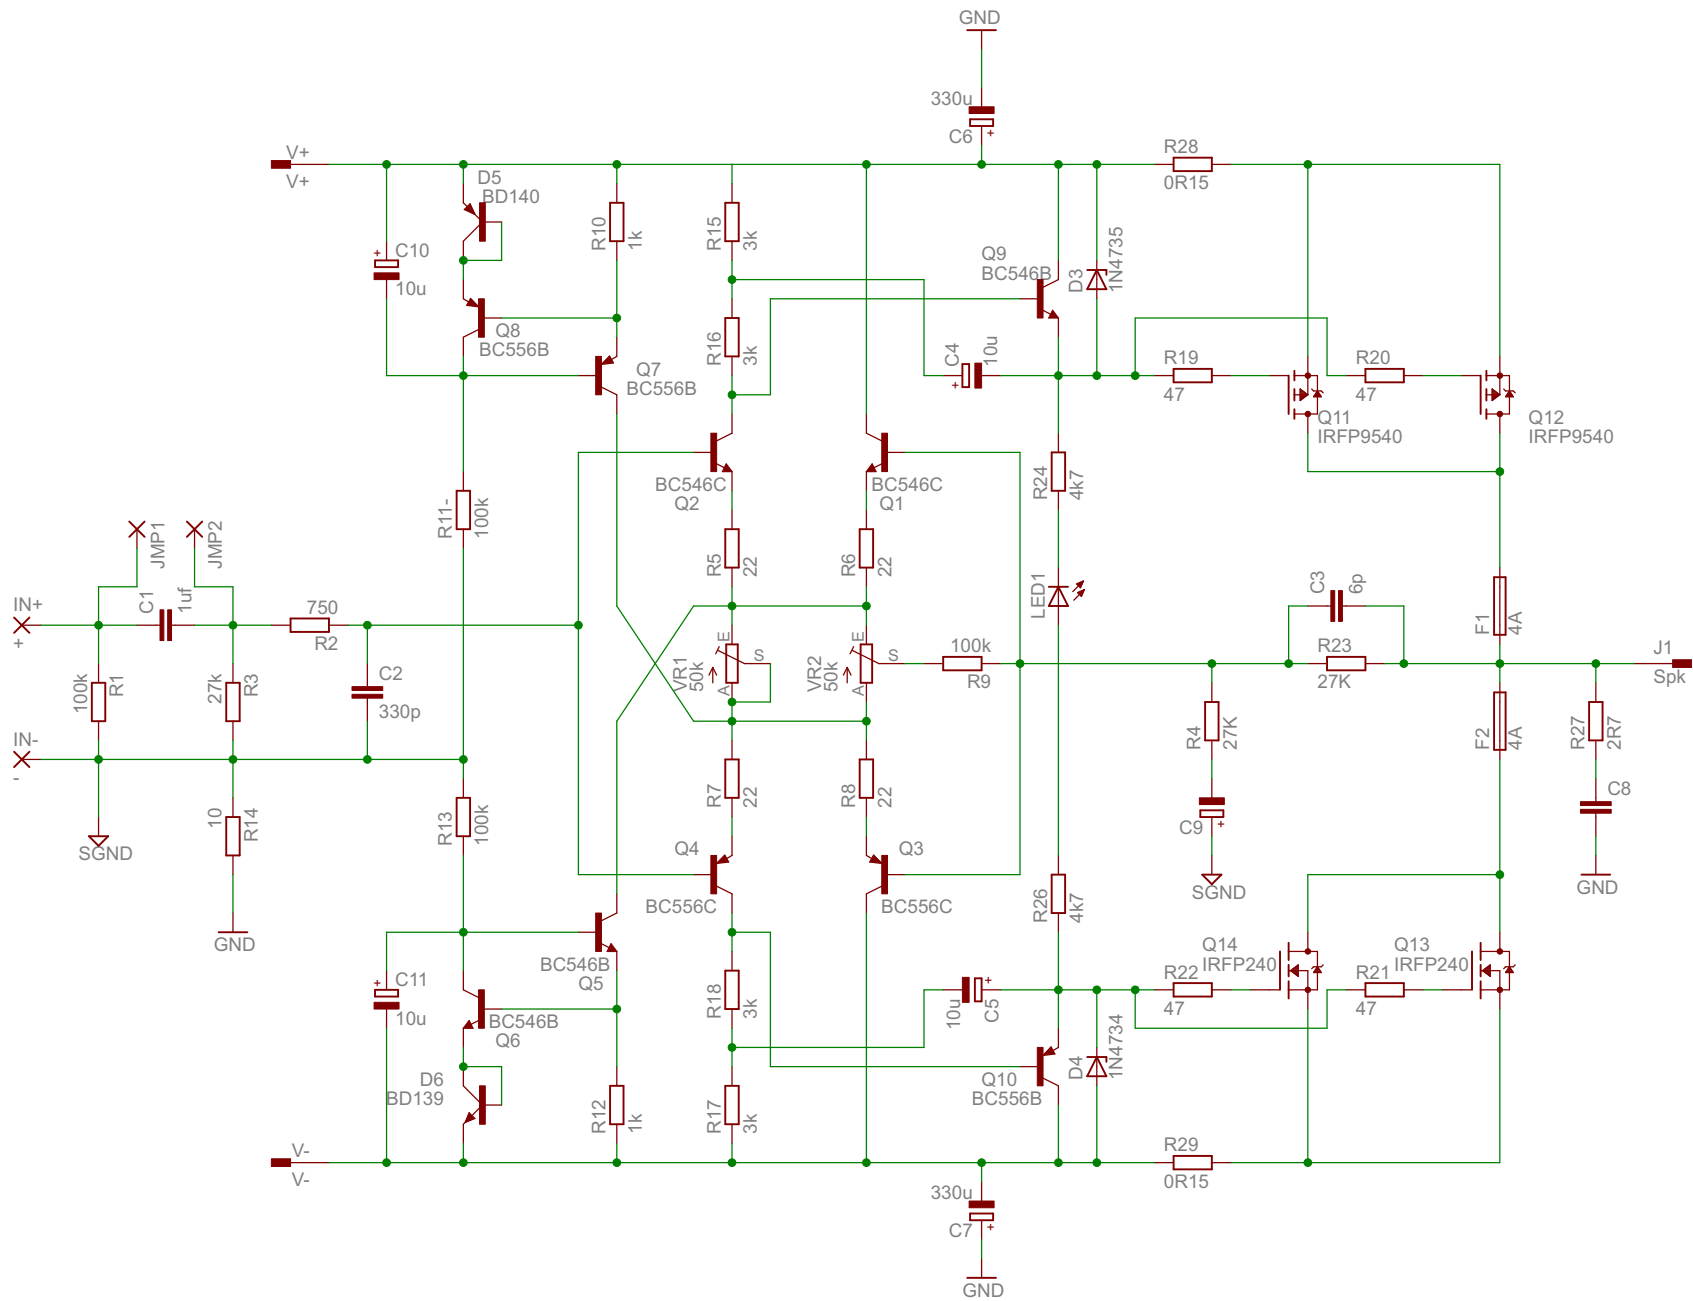 GND
330u
C6
+
V+
V+
R28
0R15
D5
BD140
R10
1k
R15
3k
Q9
BC546B
D3
1N4735
+
C10
10u
Q8
BC556B
R16
3k
C4
10u
+
R19
47
R20
47
Q7
BC556B
Q11
IRFP9540
Q12
IRFP9540
BC546C
Q2
BC546C
Q1
R24
4k7
R11-
100k
JMP1
JMP2
R5
22
R6
22
C3
6p
LED1
F1
4A
IN+
+
C1
1uf
750
R2
E
S
A
VR1
50k
E
S
A
VR2
50k
100k
R9
R23
27K
J1
Spk
100k
R1
27k
R3
C2
330p
R4
27K
F2
4A
R27
2R7
IN-
-
R7
22
R8
22
C8
10
R14
R13
100k
C9
+
SGND
Q4
BC556C
Q3
BC556C
R26
4k7
SGND
GND
GND
BC546B
Q5
Q14
IRFP240
Q13
IRFP240
+
C11
10u
R18
3k
10u
C5
+
R22
47
R21
47
BC546B
Q6
D4
1N4734
D6
BD139
R12
1k
R17
3k
Q10
BC556B
V-
V-
R29
0R15
330u
C7
+
GND